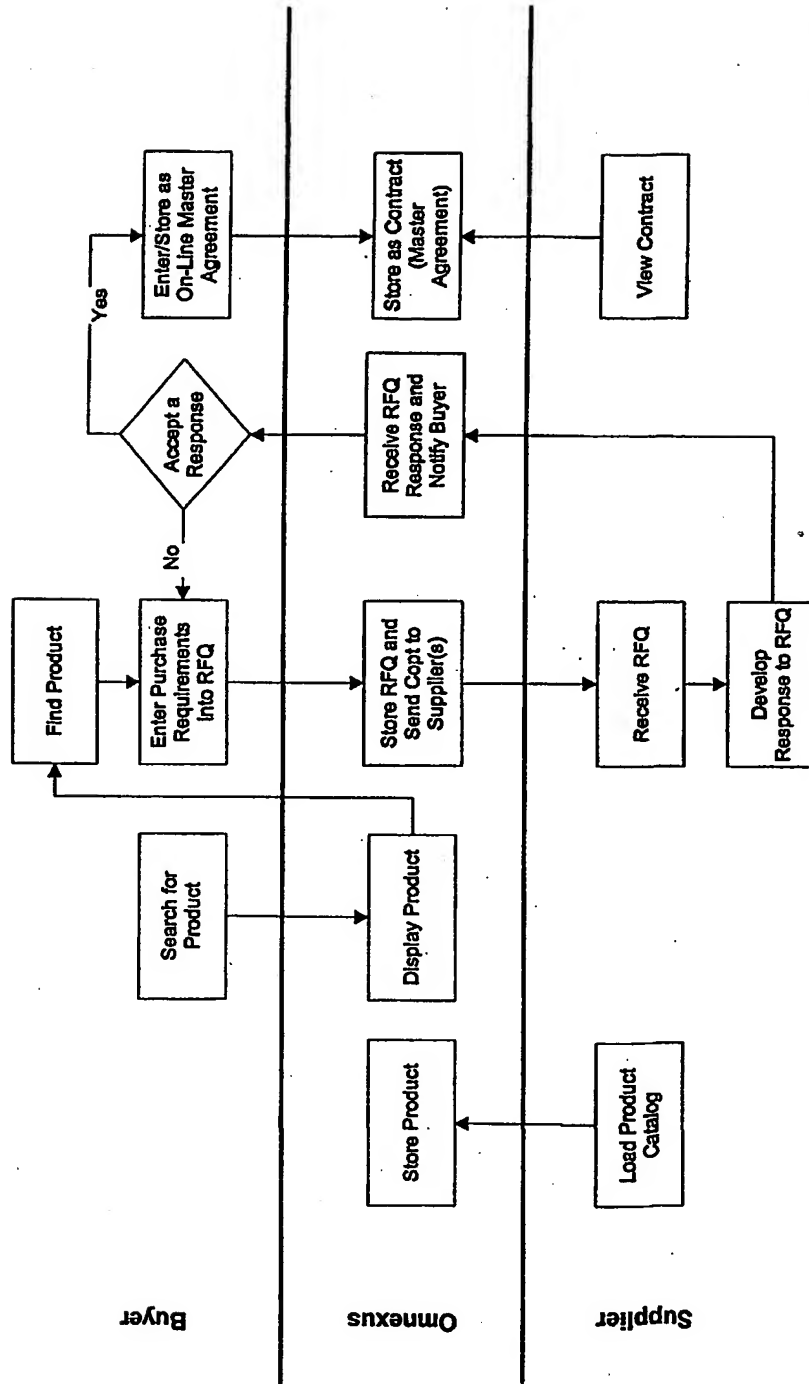 Buyer
Search for
Product
Find Product
Enter Purchase
Requirements
into RFQ
No
Accept a
Response
Yes
Enter/Store as
On-Line Master
Agreement
Omnexus
Store Product
Display Product
Store RFQ and
Send Copt to
Supplier(s)
Receive RFQ
Response and
Notify Buyer
Store as Contract
(Master
Agreement)
Supplier
Load Product
Catalog
Receive RFQ
Develop
Response to RFQ
View Contract